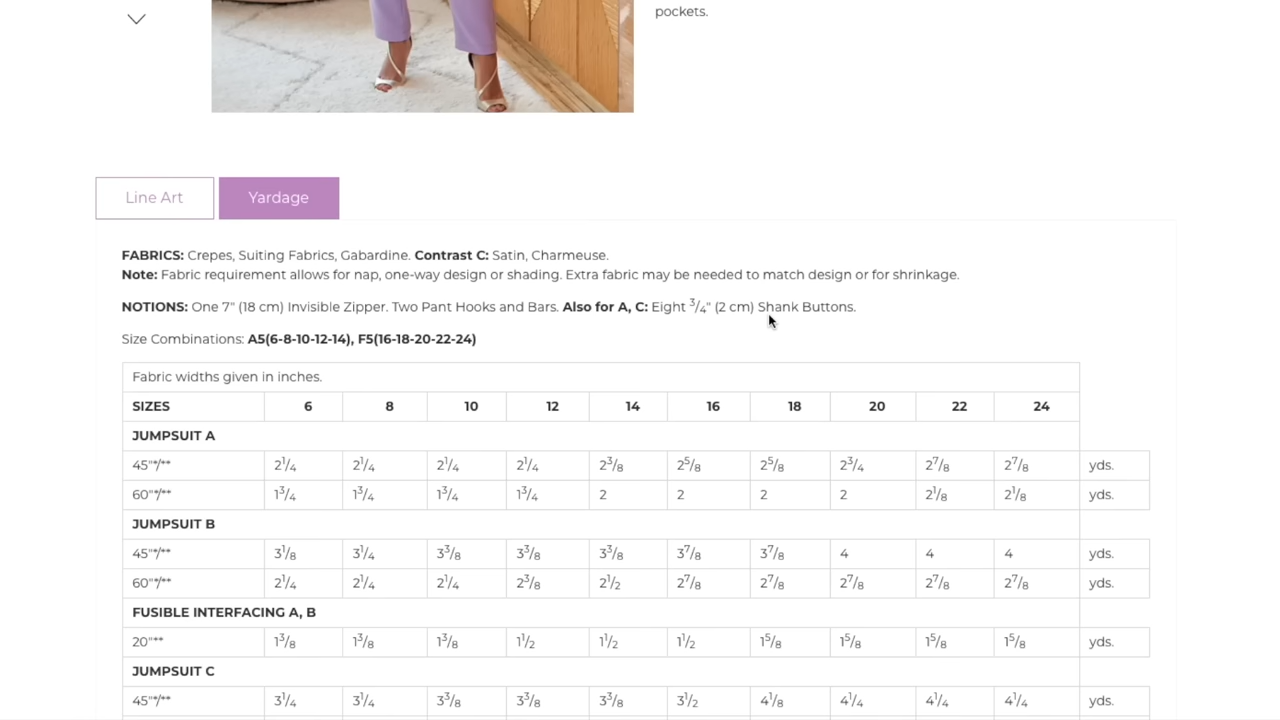 pockets.
Line Art
Yardage
FABRICS: Crepes, Suiting Fabrics, Gabardine. Contrast C: Satin, Charmeuse.
Note: Fabric requirement allows for nap, one-way design or shading. Extra fabric may be needed to match design or for shrinkage.
NOTIONS: One 7" (18 cm) Invisible Zipper. Two Pant Hooks and Bars. Also for A, C: Eight 3/4" (2 cm) Shank Buttons.
Size Combinations: A5(6-8-10-12-14), F5(16-18-20-22-24)
Fabric widths given in inches.
SIZES 6 8 10 12 14 16 18 20 22 24
JUMPSUIT A
45"*/** 2 1/4 2 1/4 2 1/4 2 1/4 2 3/8 2 5/8 2 5/8 2 3/4 2 7/8 2 7/8 yds.
60"*/** 1 3/4 1 3/4 1 3/4 1 3/4 2 2 2 2 2 1/8 2 1/8 yds.
JUMPSUIT B
45"*/** 3 1/8 3 1/4 3 3/8 3 3/8 3 3/8 3 7/8 3 7/8 4 4 4 yds.
60"*/** 2 1/4 2 1/4 2 1/4 2 3/8 2 1/2 2 7/8 2 7/8 2 7/8 2 7/8 2 7/8 yds.
FUSIBLE INTERFACING A, B
20"** 1 3/8 1 3/8 1 3/8 1 1/2 1 1/2 1 1/2 1 5/8 1 5/8 1 5/8 1 5/8 yds.
JUMPSUIT C
45"*/** 3 1/4 3 1/4 3 3/8 3 3/8 3 3/8 3 1/2 4 1/8 4 1/4 4 1/4 4 1/4 yds.